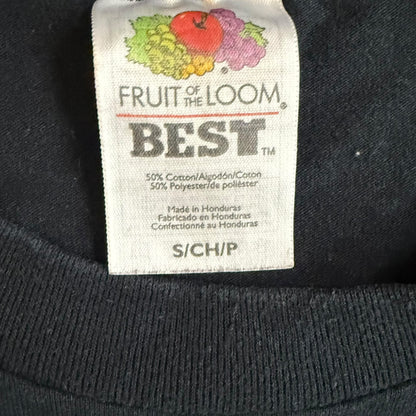 FRUIT OF THE LOOM®
BEST™
50% Cotton/Algodón/Coton
50% Polyester/de poliéster
Made in Honduras
Fabricado en Honduras
Confectionné au Honduras
S/CH/P